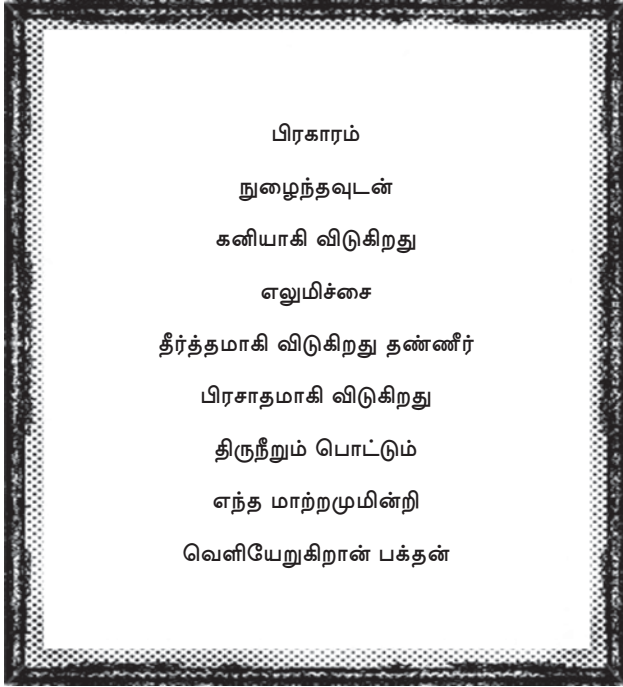 பிரகாரம்
நுழைந்தவுடன்
கனியாகி விடுகிறது
எலுமிச்சை
தீர்த்தமாகி விடுகிறது தண்ணீர்
பிரசாதமாகி விடுகிறது
திருநீறும் பொட்டும்
எந்த மாற்றமுமின்றி
வெளியேறுகிறான் பக்தன்